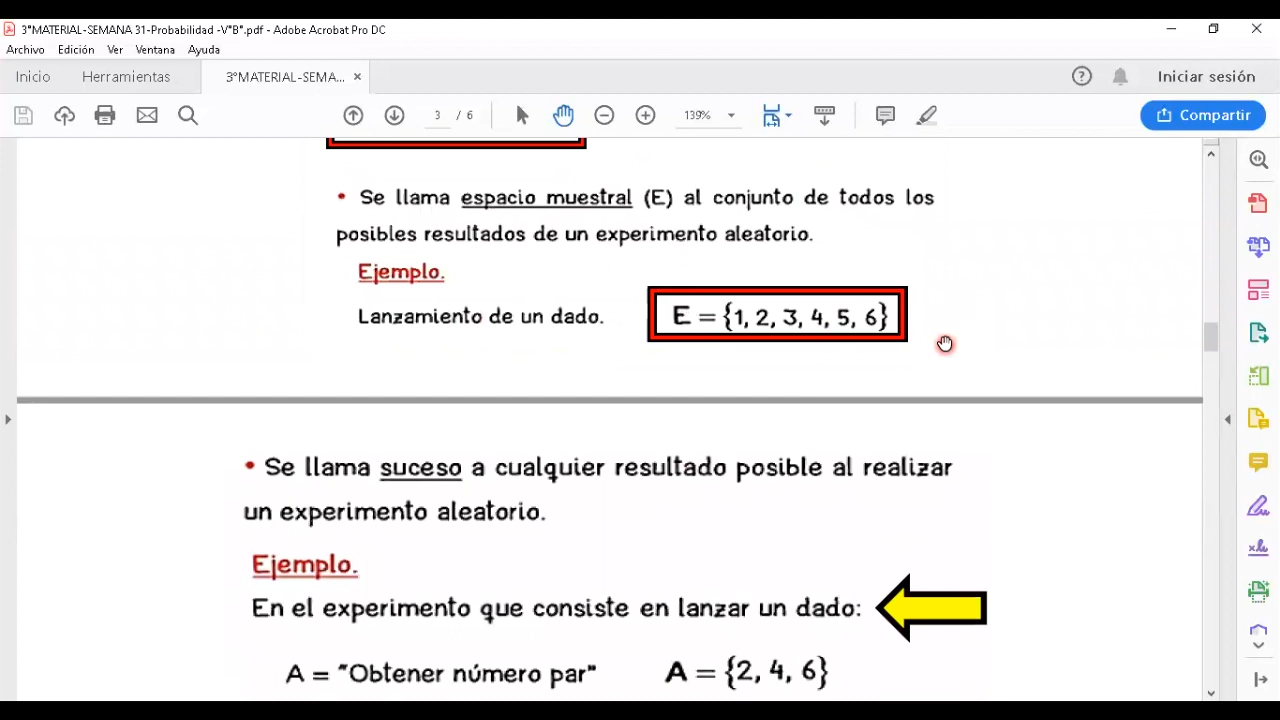 3°MATERIAL-SEMANA 31-Probabilidad -V°B°.pdf - Adobe Acrobat Pro DC
Archivo Edición Ver Ventana Ayuda
Inicio Herramientas 3°MATERIAL-SEMA... × Iniciar sesión
3 / 6 139% Compartir
• Se llama espacio muestral (E) al conjunto de todos los
posibles resultados de un experimento aleatorio.
Ejemplo.
Lanzamiento de un dado. E = {1, 2, 3, 4, 5, 6}
• Se llama suceso a cualquier resultado posible al realizar
un experimento aleatorio.
Ejemplo.
En el experimento que consiste en lanzar un dado:
A = "Obtener número par" A = {2, 4, 6}